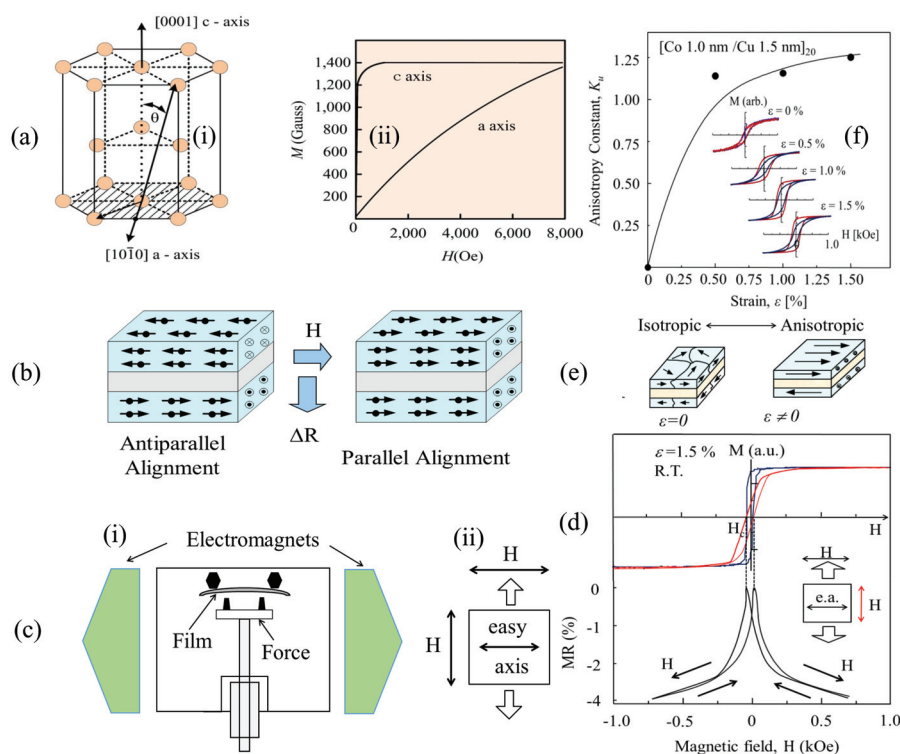 (a)
[0001] c - axis
θ
(i)
[101̄0] a - axis
(ii)
M (Gauss)
1,400
1,200
1,000
800
600
400
200
c axis
a axis
0
2,000
4,000
6,000
8,000
H(Oe)
(f)
[Co 1.0 nm /Cu 1.5 nm]20
Anisotropy Constant, Ku
1.25
1.00
0.75
0.50
0.25
M (arb.)
ε = 0 %
ε = 0.5 %
ε = 1.0 %
ε = 1.5 %
H [kOe]
1.0
0
0.25
0.50
0.75
1.00
1.25
1.50
Strain, ε [%]
(b)
H
ΔR
Antiparallel
Alignment
Parallel Alignment
(e)
Isotropic
Anisotropic
ε=0
ε ≠ 0
(c)
(i)
Electromagnets
Film
Force
(ii)
H
H
easy
axis
(d)
ε=1.5 %
R.T.
M (a.u.)
H
H
H
e.a.
H
MR (%)
0
-1
-2
-3
-4
H
H
-1.0
-0.5
0
0.5
1.0
Magnetic field, H (kOe)